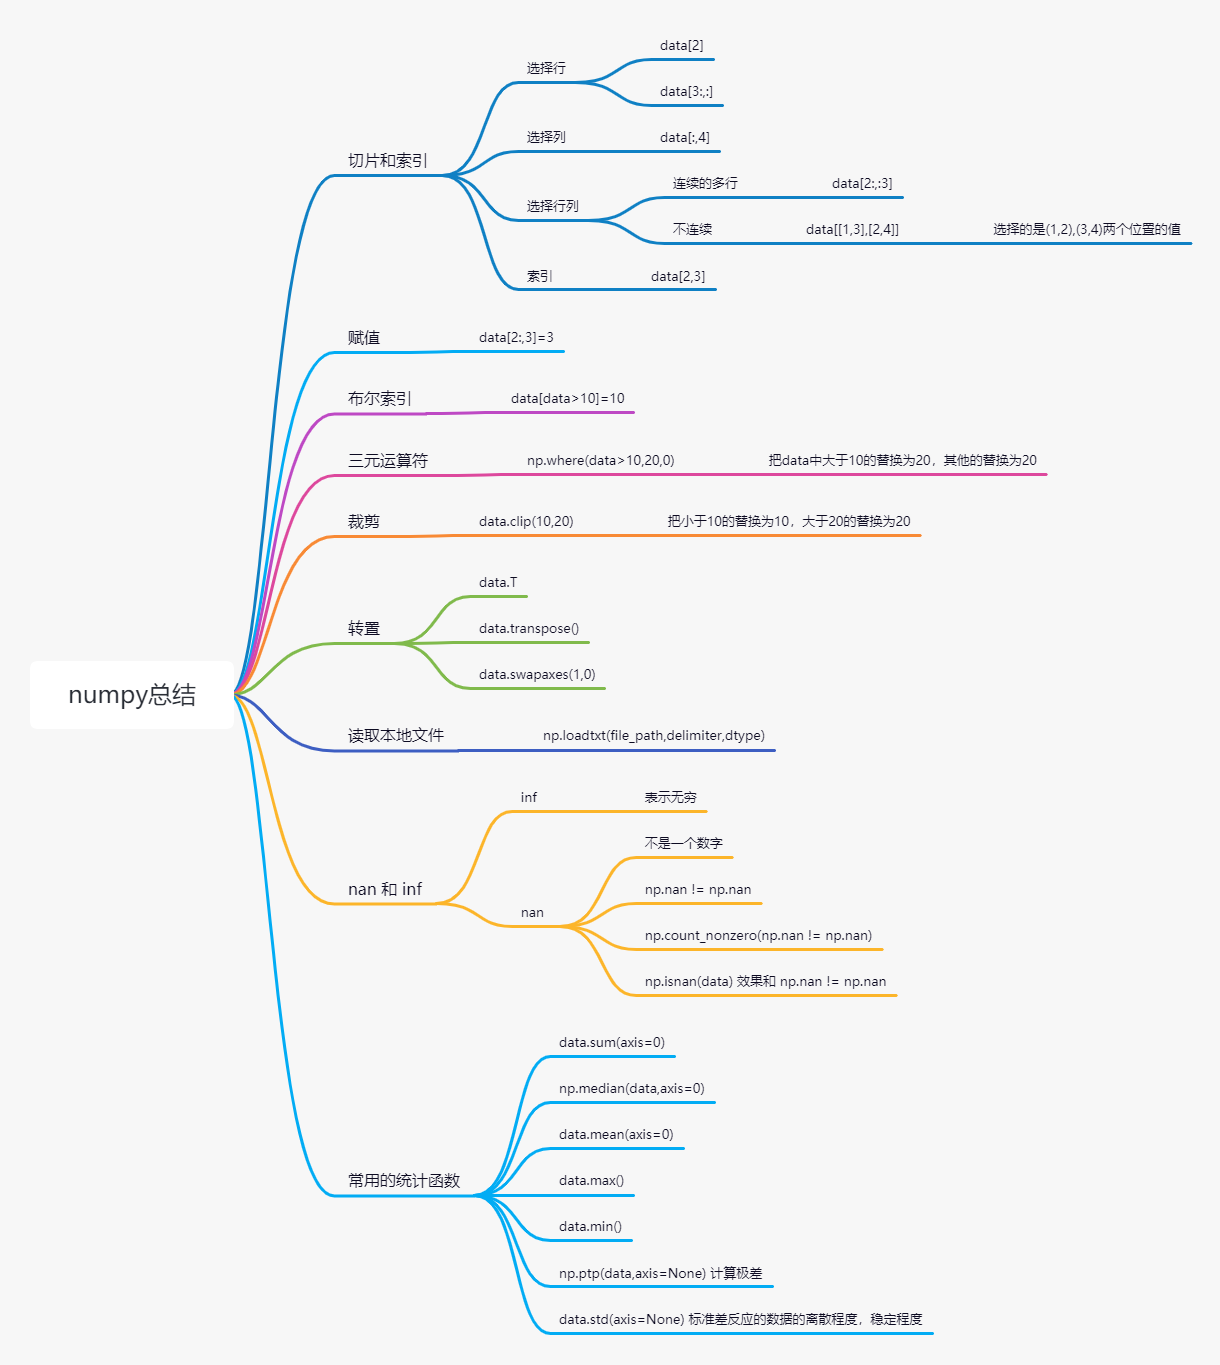 numpy总结
切片和索引
选择行
data[2]
data[3:,:]
选择列
data[:,4]
选择行列
连续的多行
data[2:,:3]
不连续
data[[1,3],[2,4]]
选择的是(1,2),(3,4)两个位置的值
索引
data[2,3]
赋值
data[2:,3]=3
布尔索引
data[data>10]=10
三元运算符
np.where(data>10,20,0)
把data中大于10的替换为20，其他的替换为20
裁剪
data.clip(10,20)
把小于10的替换为10，大于20的替换为20
转置
data.T
data.transpose()
data.swapaxes(1,0)
读取本地文件
np.loadtxt(file_path,delimiter,dtype)
nan 和 inf
inf
表示无穷
nan
不是一个数字
np.nan != np.nan
np.count_nonzero(np.nan != np.nan)
np.isnan(data) 效果和 np.nan != np.nan
常用的统计函数
data.sum(axis=0)
np.median(data,axis=0)
data.mean(axis=0)
data.max()
data.min()
np.ptp(data,axis=None) 计算极差
data.std(axis=None) 标准差反应的数据的离散程度，稳定程度